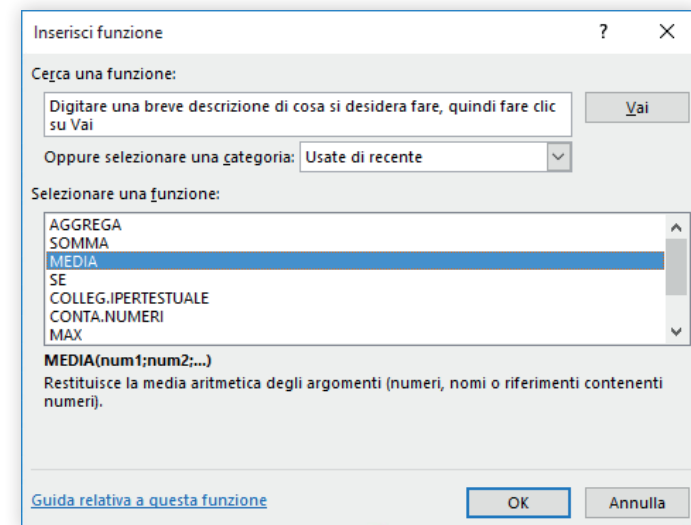 Inserisci funzione ? ×
Cerca una funzione:
Digitare una breve descrizione di cosa si desidera fare, quindi fare clic
su Vai
Vai
Oppure selezionare una categoria: Usate di recente
Selezionare una funzione:
AGGREGA
SOMMA
MEDIA
SE
COLLEG.IPERTESTUALE
CONTA.NUMERI
MAX
MEDIA(num1;num2;...)
Restituisce la media aritmetica degli argomenti (numeri, nomi o riferimenti contenenti
numeri).
Guida relativa a questa funzione
OK Annulla